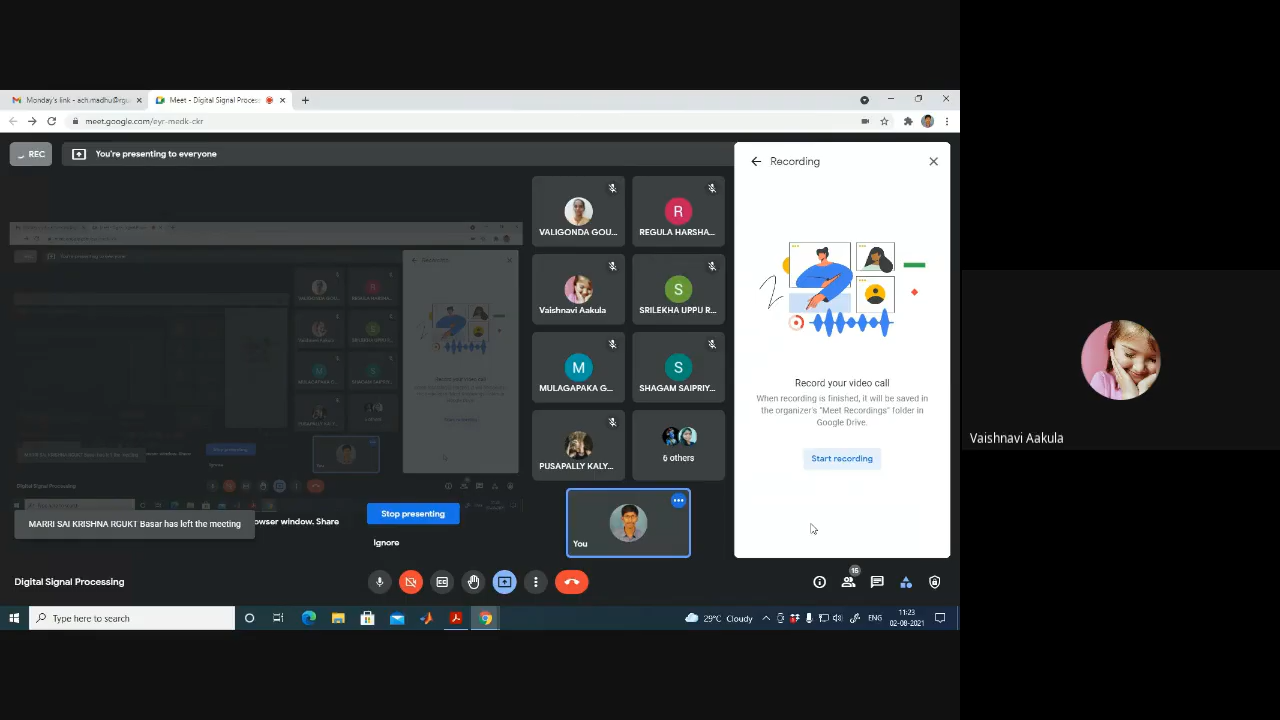 Monday's link - ach.madhu@rgu
Meet - Digital Signal Process
meet.google.com/eyr-medk-ckr
REC
You're presenting to everyone
VALIGONDA GOU...
R
REGULA HARSHA...
Vaishnavi Aakula
S
SRILEKHA UPPU R...
M
MULAGAPAKA G...
S
SHAGAM SAIPRIY...
PUSAPALLY KALY...
6 others
You
Recording
Record your video call
When recording is finished, it will be saved in
the organizer's "Meet Recordings" folder in
Google Drive.
Start recording
MARRI SAI KRISHNA RGUKT Basar has left the meeting
owser window. Share
Stop presenting
Ignore
Digital Signal Processing
15
Type here to search
29°C Cloudy
ENG
11:23
02-08-2021
Vaishnavi Aakula